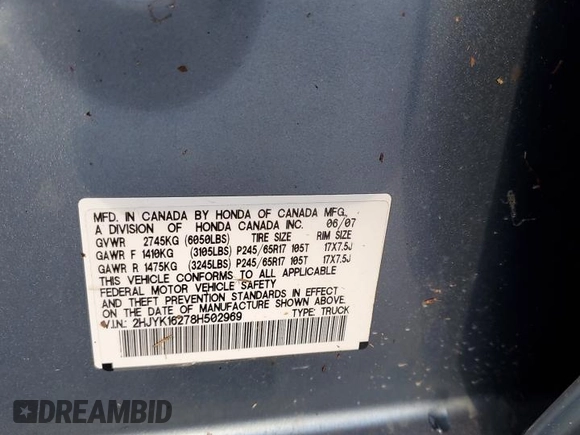 MFD. IN CANADA BY HONDA OF CANADA MFG.,
A DIVISION OF HONDA CANADA INC. 06/07
GVWR 2745KG (6050LBS) TIRE SIZE RIM SIZE
GAWR F 1410KG (3105LBS) P245/65R17 105T 17X7.5J
GAWR R 1475KG (3245LBS) P245/65R17 105T 17X7.5J
THIS VEHICLE CONFORMS TO ALL APPLICABLE
FEDERAL MOTOR VEHICLE SAFETY
AND THEFT PREVENTION STANDARDS IN EFFECT
ON THE DATE OF MANUFACTURE SHOWN ABOVE.
V.I.N.: 2HJYK16278H502969 TYPE: TRUCK
DREAMBID